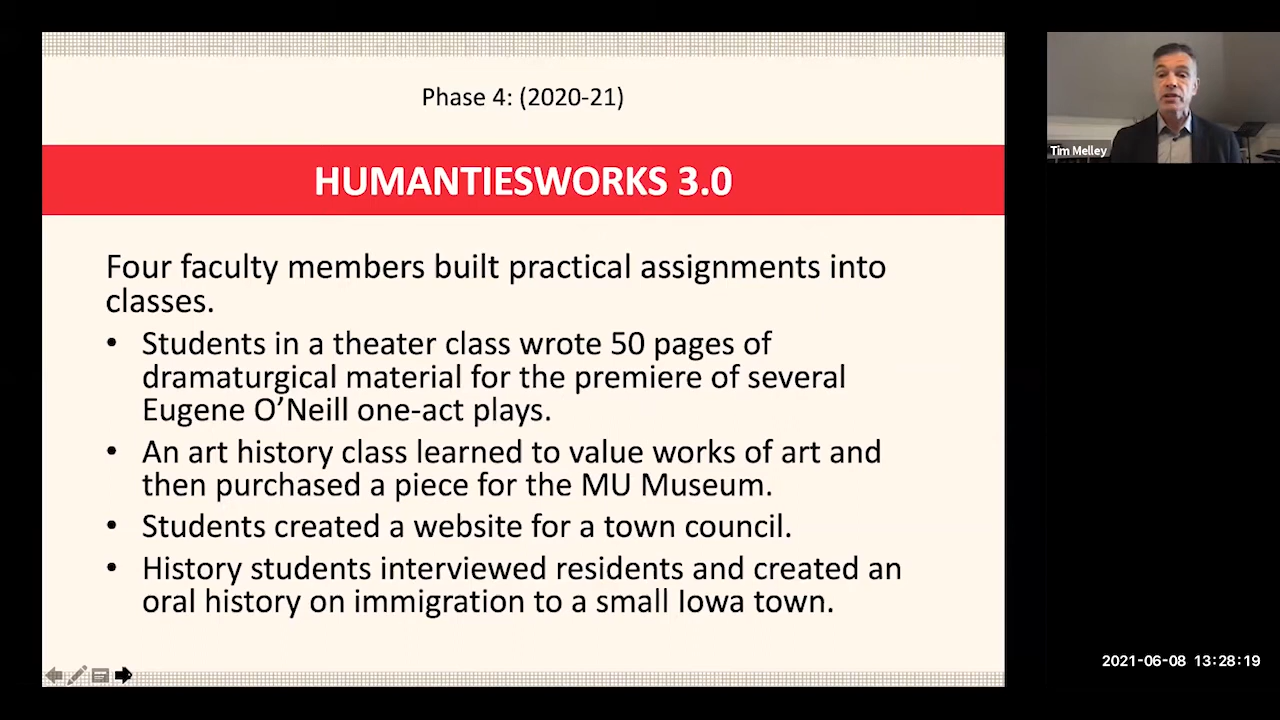 Phase 4: (2020-21)
HUMANTIESWORKS 3.0
Four faculty members built practical assignments into
classes.
• Students in a theater class wrote 50 pages of
dramaturgical material for the premiere of several
Eugene O’Neill one-act plays.
• An art history class learned to value works of art and
then purchased a piece for the MU Museum.
• Students created a website for a town council.
• History students interviewed residents and created an
oral history on immigration to a small Iowa town.
Tim Melley
2021-06-08 13:28:19